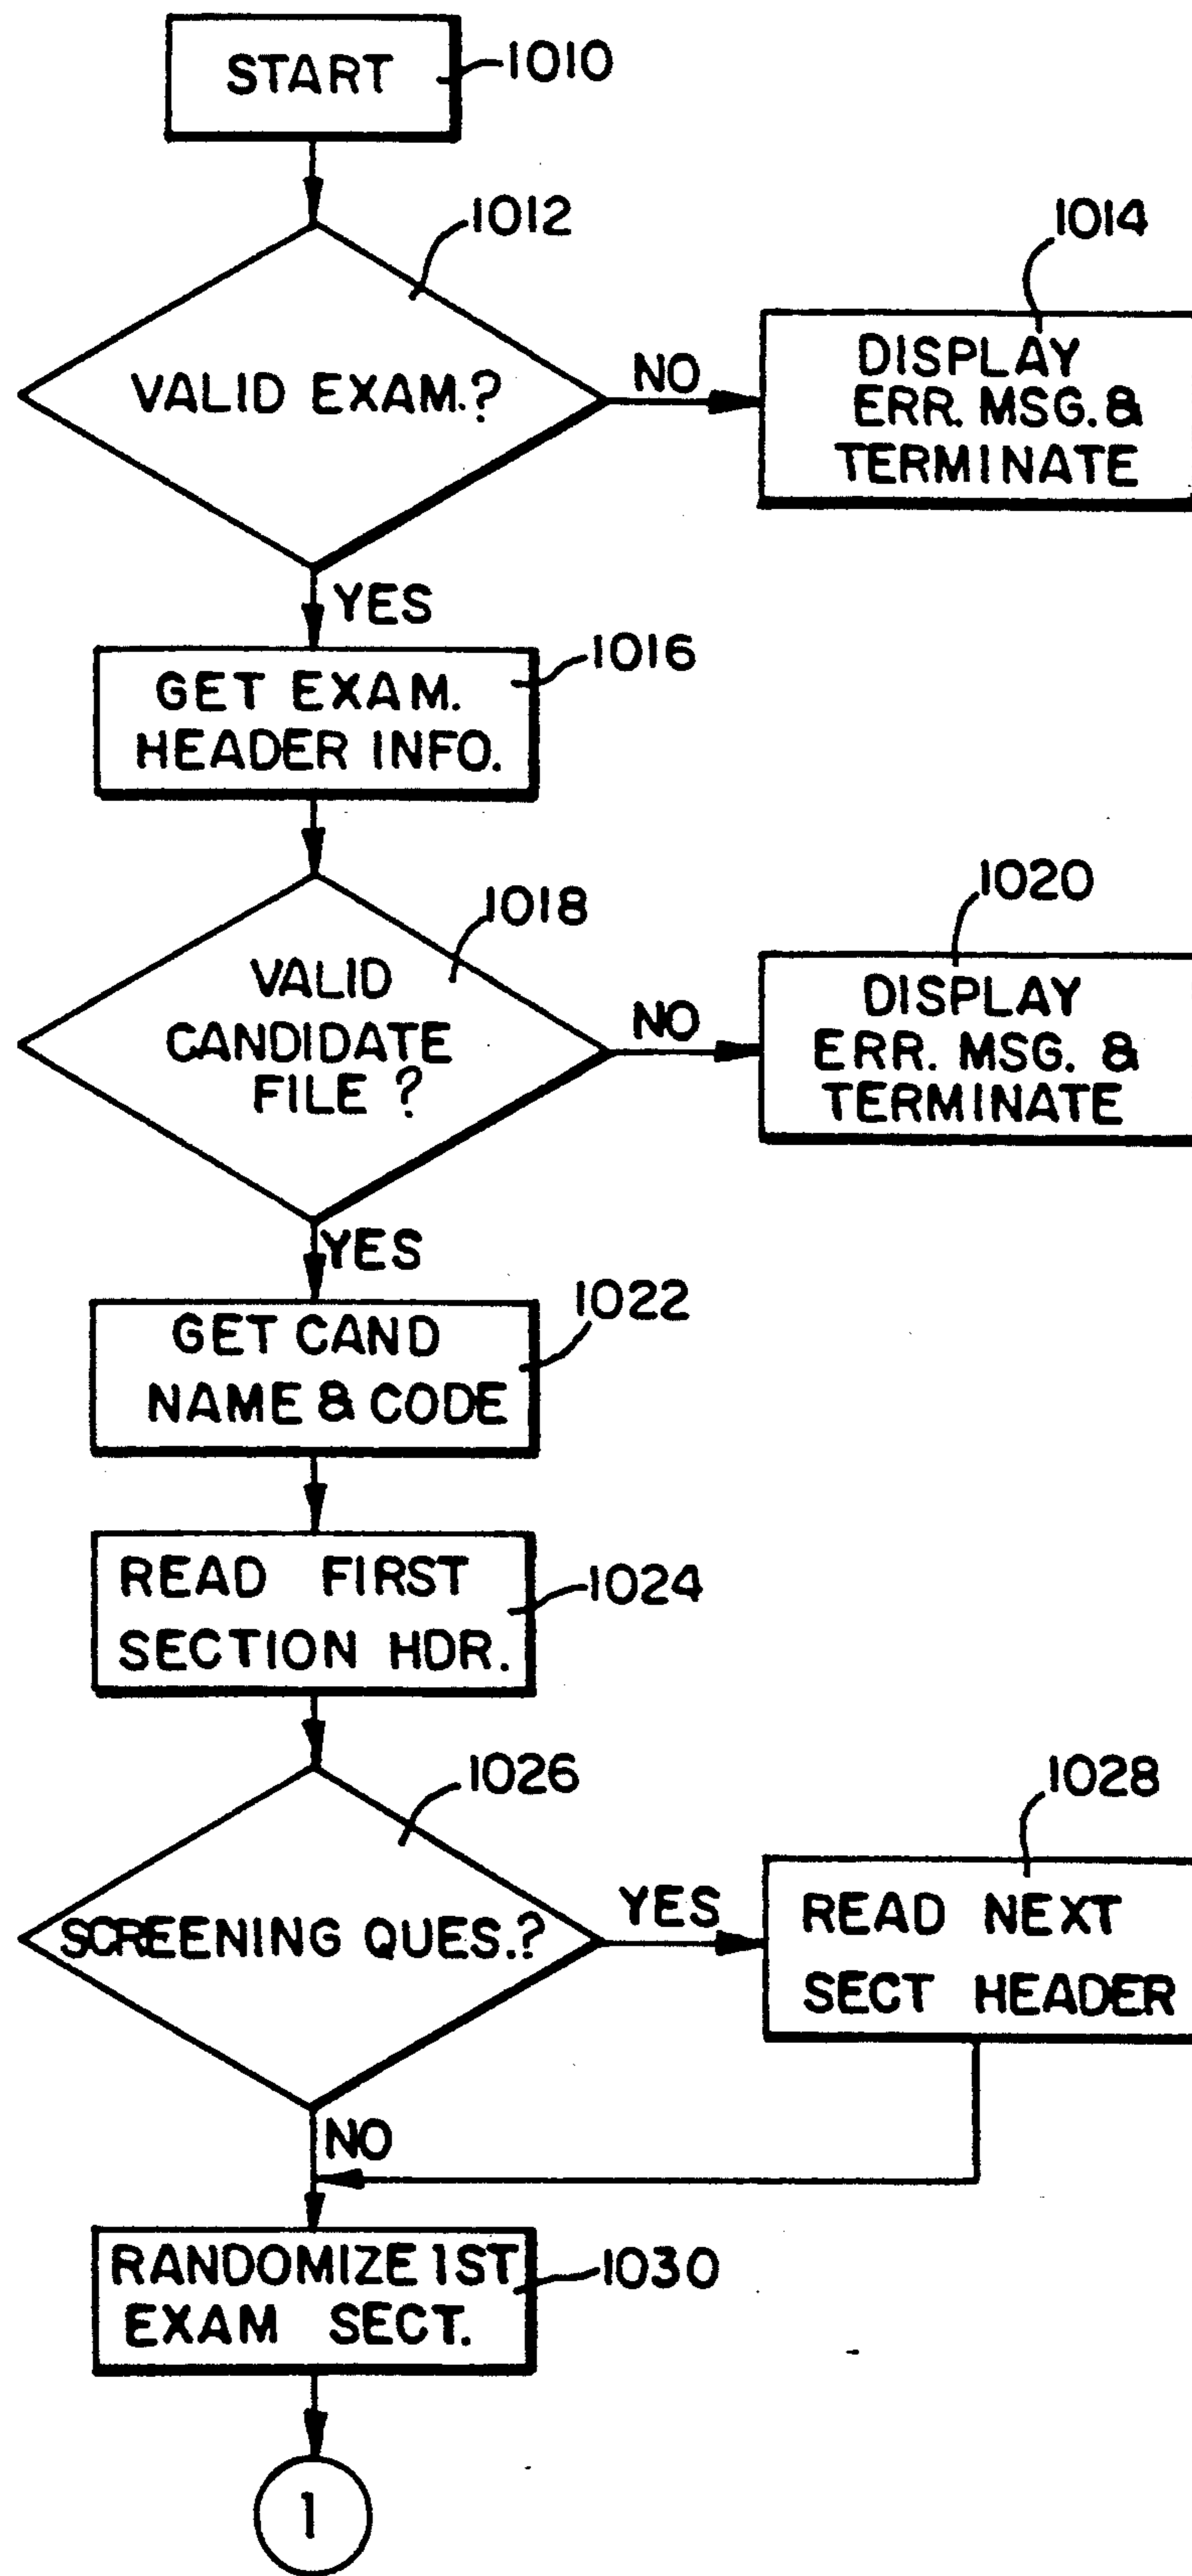 START
1010
1012
VALID EXAM.?
NO
1014
DISPLAY
ERR. MSG. &
TERMINATE
YES
1016
GET EXAM.
HEADER INFO.
1018
VALID
CANDIDATE
FILE ?
NO
1020
DISPLAY
ERR. MSG. &
TERMINATE
YES
1022
GET CAND
NAME & CODE
1024
READ FIRST
SECTION HDR.
1026
SCREENING QUES.?
YES
1028
READ NEXT
SECT HEADER
NO
1030
RANDOMIZE 1ST
EXAM SECT.
1